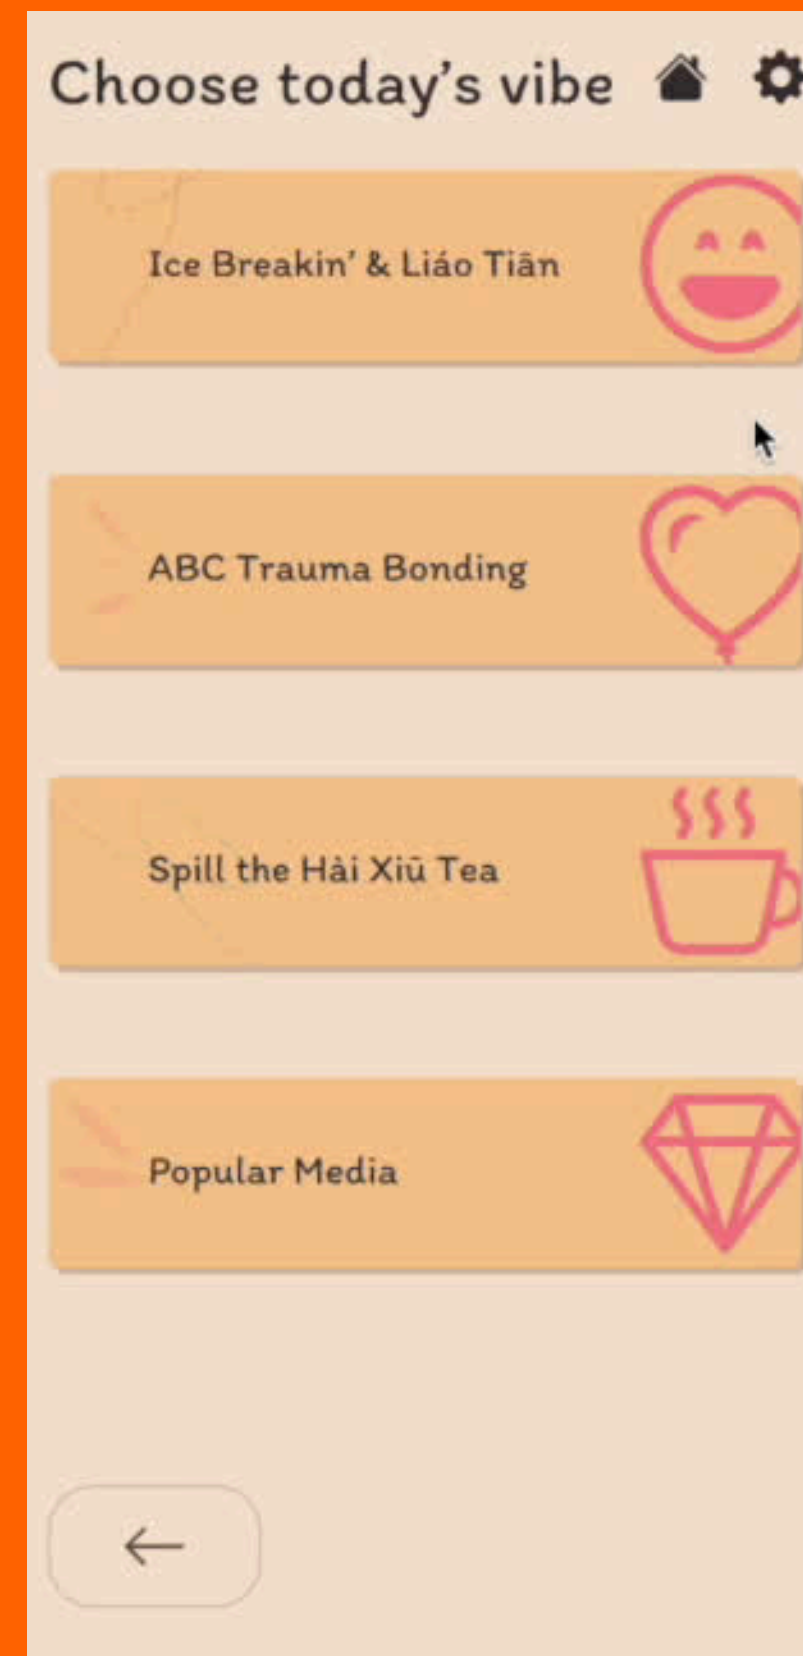 Choose today's vibe
Ice Breakin' & Liáo Tiān
ABC Trauma Bonding
Spill the Hài Xiū Tea
Popular Media